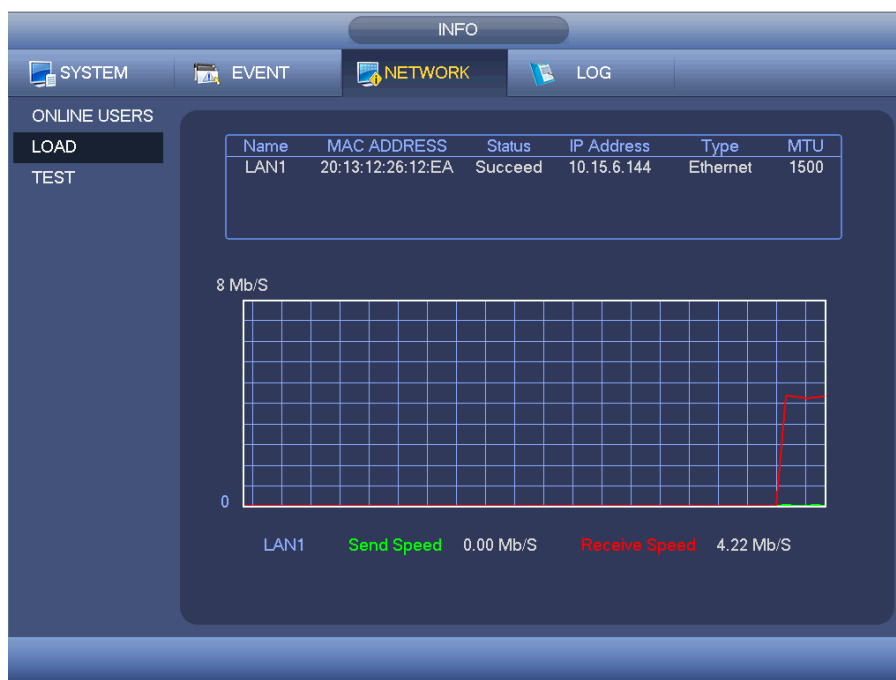 INFO
SYSTEM EVENT NETWORK LOG
ONLINE USERS
LOAD
TEST
Name MAC ADDRESS Status IP Address Type MTU
LAN1 20:13:12:26:12:EA Succeed 10.15.6.144 Ethernet 1500
8 Mb/S
0
LAN1 Send Speed 0.00 Mb/S Receive Speed 4.22 Mb/S